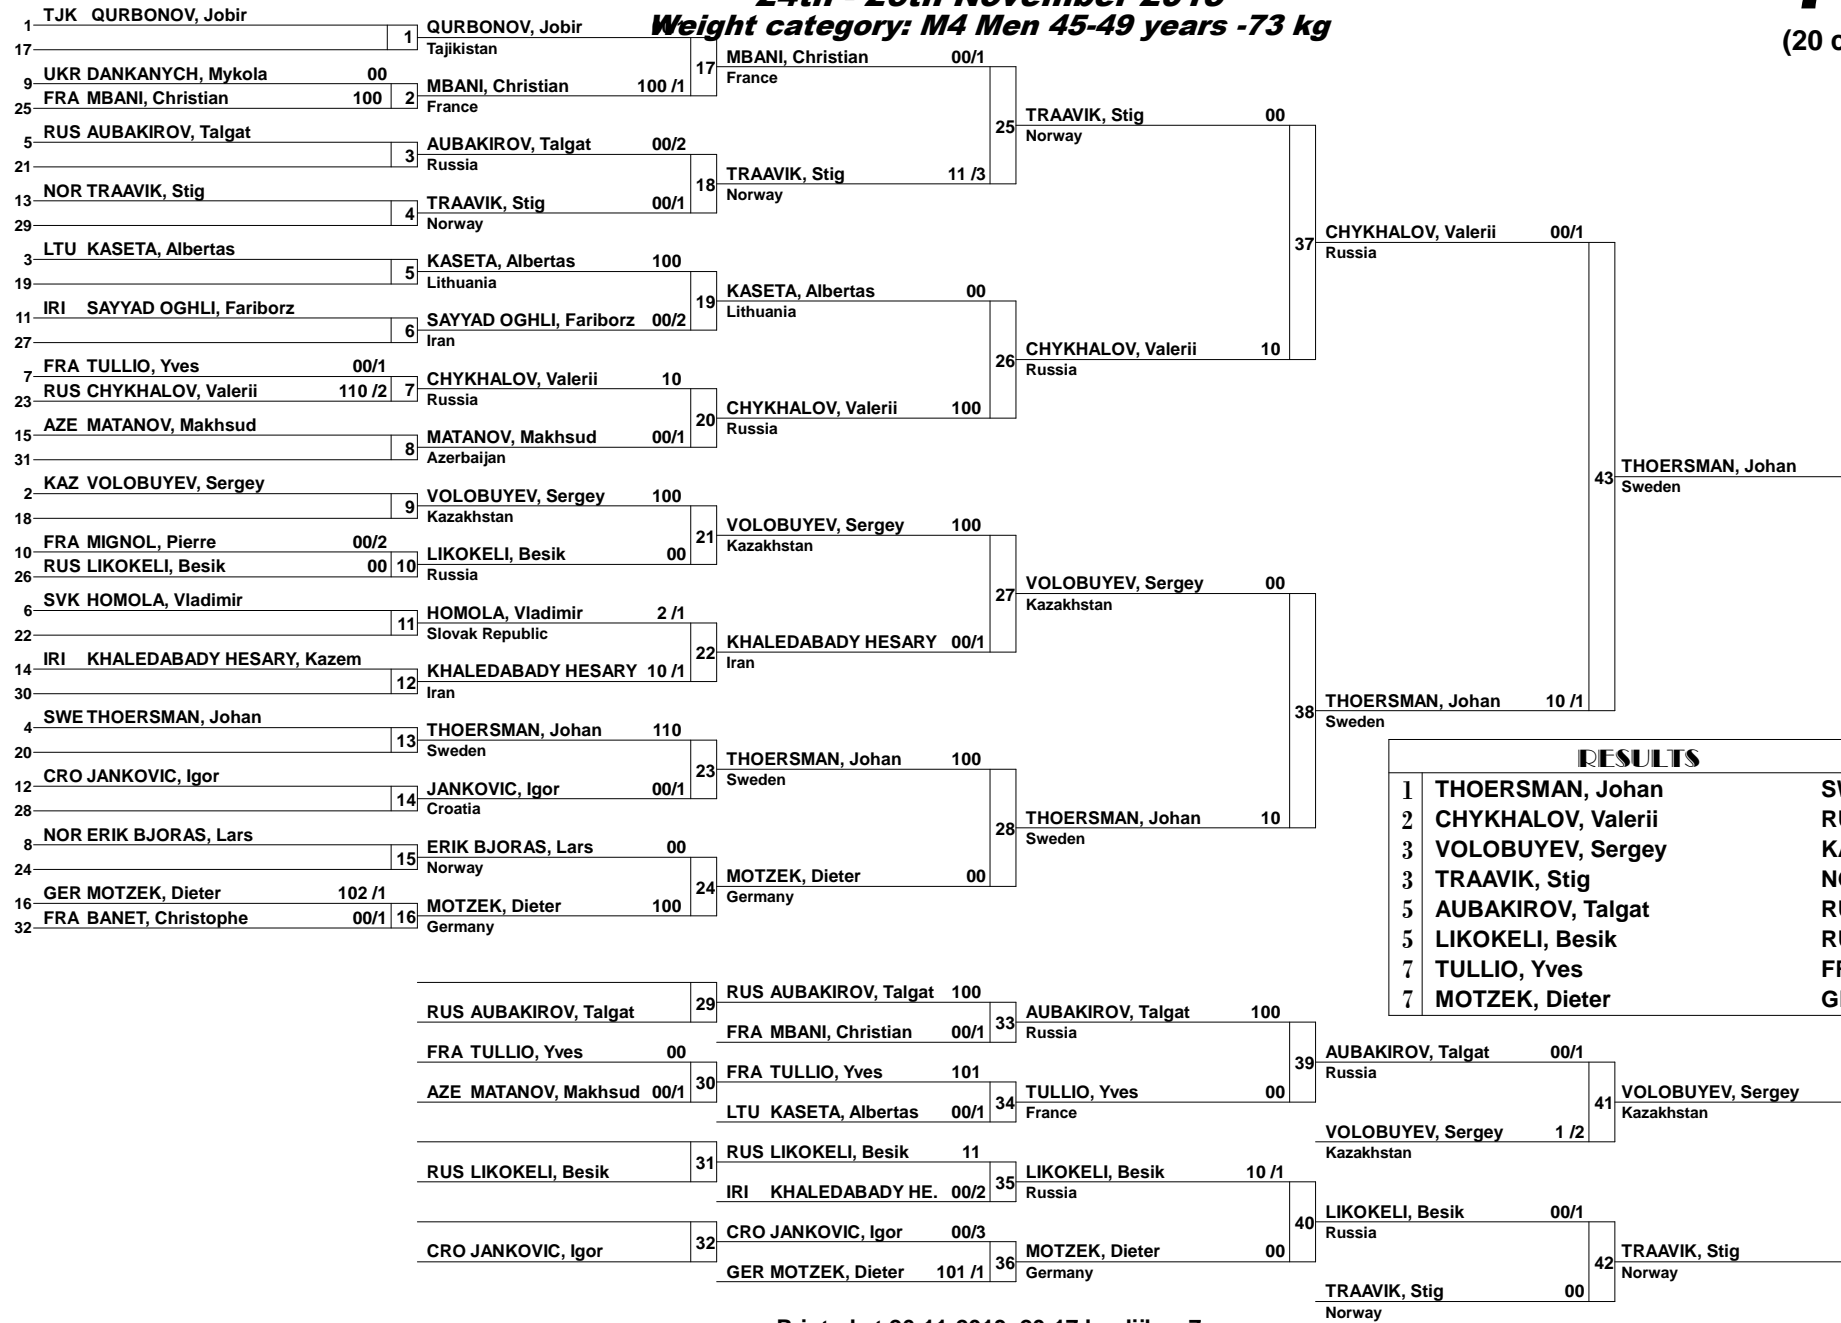 Weight category: M4 Men 45-49 years -73 kg
(20 c
1 TJK QURBONOV, Jobir
17
1 QURBONOV, Jobir
Tajikistan
9 UKR DANKANYCH, Mykola 00
25 FRA MBANI, Christian 100
2 MBANI, Christian 100 /1
France
5 RUS AUBAKIROV, Talgat
21
3 AUBAKIROV, Talgat 00/2
Russia
13 NOR TRAAVIK, Stig
29
4 TRAAVIK, Stig 00/1
Norway
3 LTU KASETA, Albertas
19
5 KASETA, Albertas 100
Lithuania
11 IRI SAYYAD OGHLI, Fariborz
27
6 SAYYAD OGHLI, Fariborz 00/2
Iran
7 FRA TULLIO, Yves 00/1
23 RUS CHYKHALOV, Valerii 110 /2
7 CHYKHALOV, Valerii 10
Russia
15 AZE MATANOV, Makhsud
31
8 MATANOV, Makhsud 00/1
Azerbaijan
2 KAZ VOLOBUYEV, Sergey
18
9 VOLOBUYEV, Sergey 100
Kazakhstan
10 FRA MIGNOL, Pierre 00/2
26 RUS LIKOKELI, Besik 00
10 LIKOKELI, Besik 00
Russia
6 SVK HOMOLA, Vladimir
22
11 HOMOLA, Vladimir 2 /1
Slovak Republic
14 IRI KHALEDABADY HESARY, Kazem
30
12 KHALEDABADY HESARY 10 /1
Iran
4 SWE THOERSMAN, Johan
20
13 THOERSMAN, Johan 110
Sweden
12 CRO JANKOVIC, Igor
28
14 JANKOVIC, Igor 00/1
Croatia
8 NOR ERIK BJORAS, Lars
24
15 ERIK BJORAS, Lars 00
Norway
16 GER MOTZEK, Dieter 102 /1
32 FRA BANET, Christophe 00/1
16 MOTZEK, Dieter 100
Germany
17 MBANI, Christian 00/1
France
18 TRAAVIK, Stig 11 /3
Norway
19 KASETA, Albertas 00
Lithuania
20 CHYKHALOV, Valerii 100
Russia
21 VOLOBUYEV, Sergey 100
Kazakhstan
22 KHALEDABADY HESARY 00/1
Iran
23 THOERSMAN, Johan 100
Sweden
24 MOTZEK, Dieter 00
Germany
25 TRAAVIK, Stig 00
Norway
26 CHYKHALOV, Valerii 10
Russia
27 VOLOBUYEV, Sergey 00
Kazakhstan
28 THOERSMAN, Johan 10
Sweden
37 CHYKHALOV, Valerii 00/1
Russia
38 THOERSMAN, Johan 10 /1
Sweden
43 THOERSMAN, Johan
Sweden
RESULTS
1 THOERSMAN, Johan
2 CHYKHALOV, Valerii
3 VOLOBUYEV, Sergey
3 TRAAVIK, Stig
5 AUBAKIROV, Talgat
5 LIKOKELI, Besik
7 TULLIO, Yves
7 MOTZEK, Dieter
RUS AUBAKIROV, Talgat
29 RUS AUBAKIROV, Talgat 100
FRA MBANI, Christian 00/1
FRA TULLIO, Yves 00
AZE MATANOV, Makhsud 00/1
30 FRA TULLIO, Yves 101
LTU KASETA, Albertas 00/1
RUS LIKOKELI, Besik
31 RUS LIKOKELI, Besik 11
IRI KHALEDABADY HE. 00/2
CRO JANKOVIC, Igor
32 CRO JANKOVIC, Igor 00/3
GER MOTZEK, Dieter 101 /1
33 AUBAKIROV, Talgat 100
Russia
34 TULLIO, Yves 00
France
35 LIKOKELI, Besik 10 /1
Russia
36 MOTZEK, Dieter 00
Germany
39 AUBAKIROV, Talgat 00/1
Russia
VOLOBUYEV, Sergey 1 /2
Kazakhstan
40 LIKOKELI, Besik 00/1
Russia
TRAAVIK, Stig 00
Norway
41 VOLOBUYEV, Sergey
Kazakhstan
42 TRAAVIK, Stig
Norway